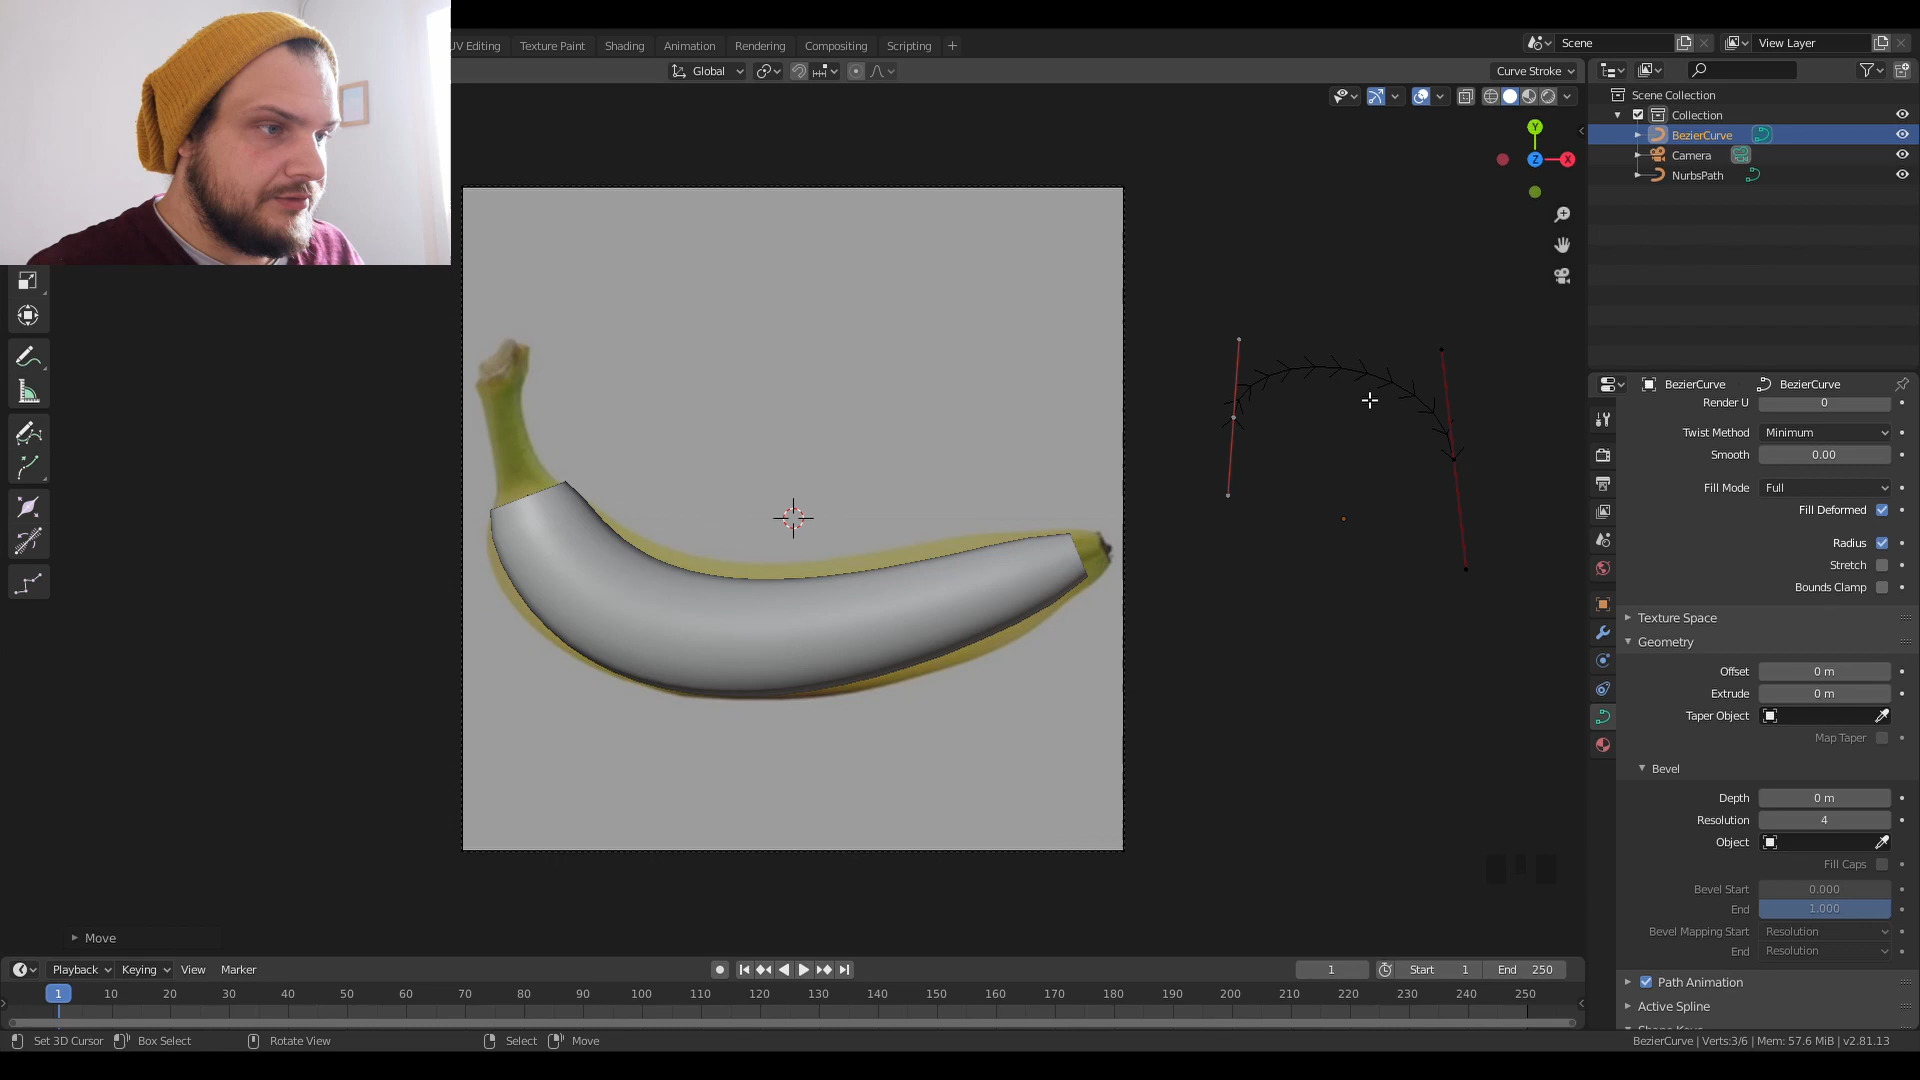 UV Editing Texture Paint Shading Animation Rendering Compositing Scripting +
Scene
View Layer
Global
Curve Stroke
Scene Collection
Collection
BezierCurve
Camera
NurbsPath
Y
Z
X
BezierCurve BezierCurve
Render U 0
Twist Method Minimum
Smooth 0.00
Fill Mode Full
Fill Deformed
Radius
Stretch
Bounds Clamp
Texture Space
Geometry
Offset 0 m
Extrude 0 m
Taper Object
Map Taper
Bevel
Depth 0 m
Resolution 4
Object
Fill Caps
Bevel Start 0.000
End 1.000
Bevel Mapping Start Resolution
End Resolution
Path Animation
Active Spline
Move
Playback Keying View Marker
1 Start 1 End 250
1 10 20 30 40 50 60 70 80 90 100 110 120 130 140 150 160 170 180 190 200 210 220 230 240 250
Set 3D Cursor Box Select Rotate View Select Move
BezierCurve | Verts:3/6 | Mem: 57.6 MiB | v2.81.13